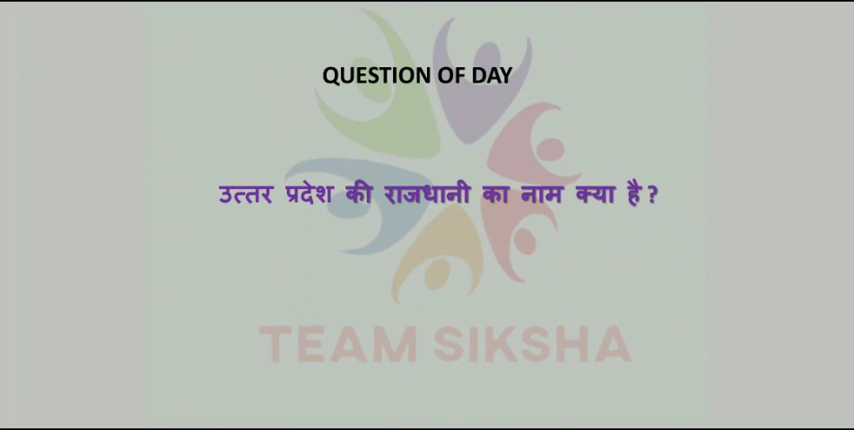 QUESTION OF DAY
उत्तर प्रदेश की राजधानी का नाम क्या है ?
TEAM SIKSHA